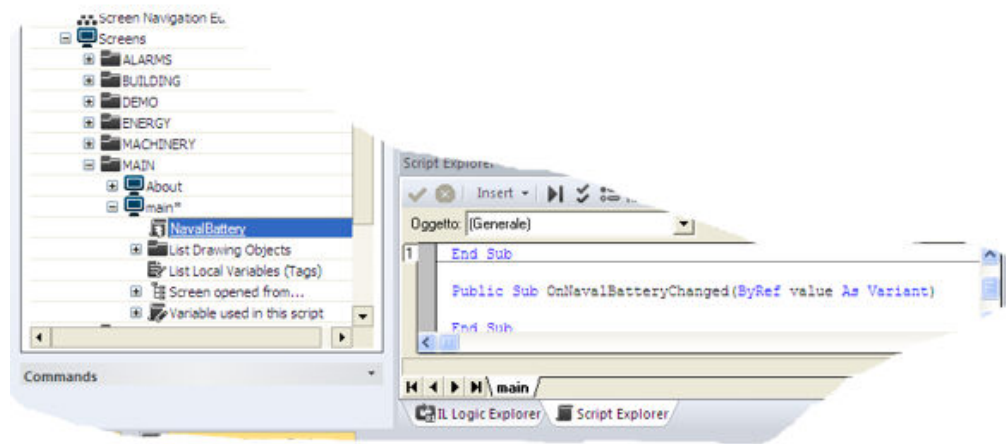 Screen Navigation
Screens
ALARMS
BUILDING
DEMO
ENERGY
MACHINERY
MAIN
About
main*
NavalBattery
List Drawing Objects
List Local Variables (Tags)
Screen opened from...
Variable used in this script
Commands
Script Explorer
Insert
Oggetto: (Generale)
1
End Sub
Public Sub OnNavalBatteryChanged(ByRef value As Variant)
End Sub
main
IL Logic Explorer Script Explorer